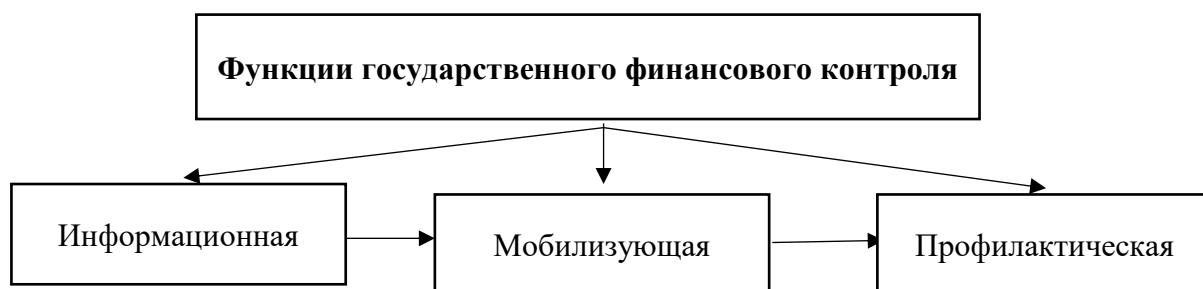 Функции государственного финансового контроля
Информационная
Мобилизующая
Профилактическая